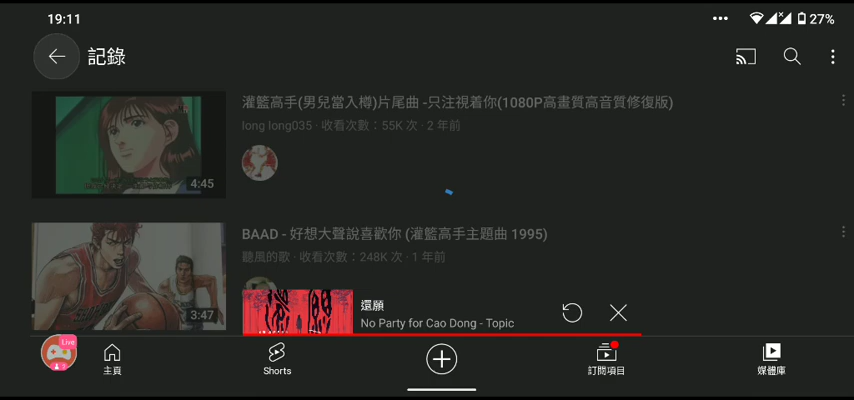 19:11
27%
記錄
灌籃高手(男兒當入樽)片尾曲 -只注視着你(1080P高畫質高音質修復版)
long long035 · 收看次數：55K 次 · 2 年前
4:45
BAAD - 好想大聲說喜歡你 (灌籃高手主題曲 1995)
聽風的歌 · 收看次數：248K 次 · 1 年前
3:47
還願
No Party for Cao Dong - Topic
Live
3
主頁
Shorts
訂閱項目
媒體庫